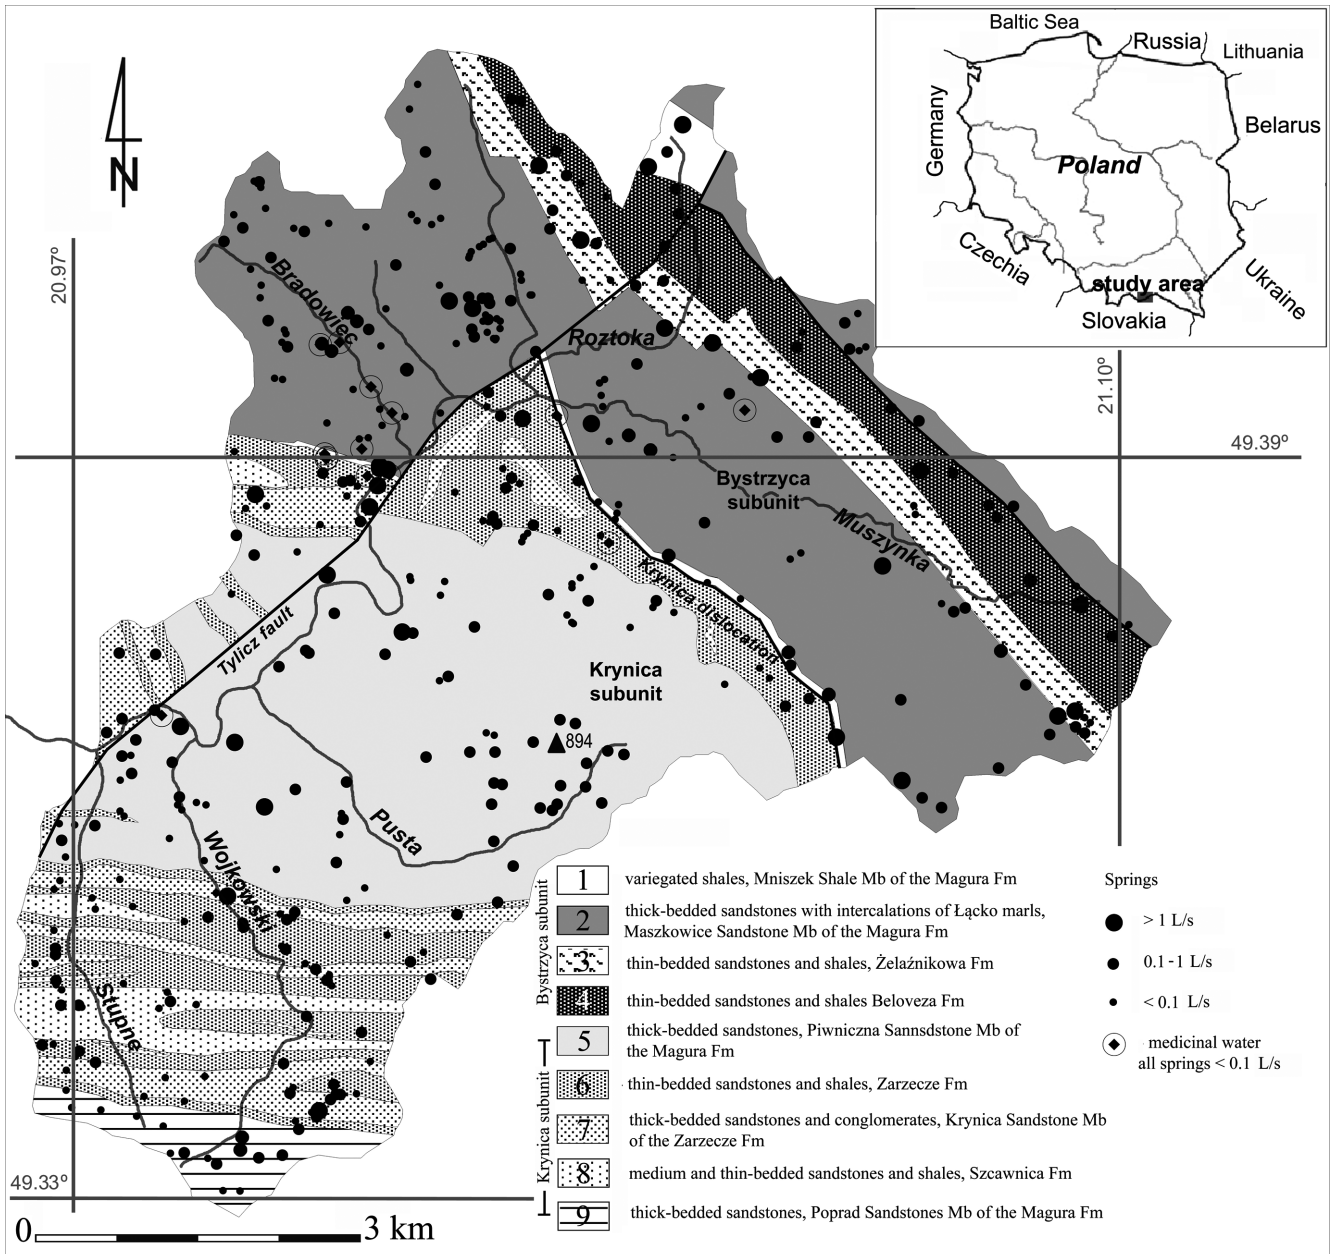 Baltic Sea
Russia
Lithuania
Germany
Belarus
Poland
Czechia
Ukraine
study area
Slovakia
N
20.97º
21.10º
49.39º
49.33º
Bradowiec
Roztoka
Bystrzyca
subunit
Muszynka
Krynica dislocation
Tylicz fault
Krynica
subunit
894
Pusta
Wojkowski
Stupne
0 3 km
Bystrzyca subunit
1 variegated shales, Mniszek Shale Mb of the Magura Fm
2 thick-bedded sandstones with intercalations of Łącko marls,
Maszkowice Sandstone Mb of the Magura Fm
3 thin-bedded sandstones and shales, Żelaźnikowa Fm
4 thin-bedded sandstones and shales Beloveza Fm
Krynica subunit
5 thick-bedded sandstones, Piwniczna Sannsdstone Mb of
the Magura Fm
6 thin-bedded sandstones and shales, Zarzecze Fm
7 thick-bedded sandstones and conglomerates, Krynica Sandstone Mb
of the Zarzecze Fm
8 medium and thin-bedded sandstones and shales, Szcawnica Fm
9 thick-bedded sandstones, Poprad Sandstones Mb of the Magura Fm
Springs
> 1 L/s
0.1-1 L/s
< 0.1 L/s
medicinal water
all springs < 0.1 L/s